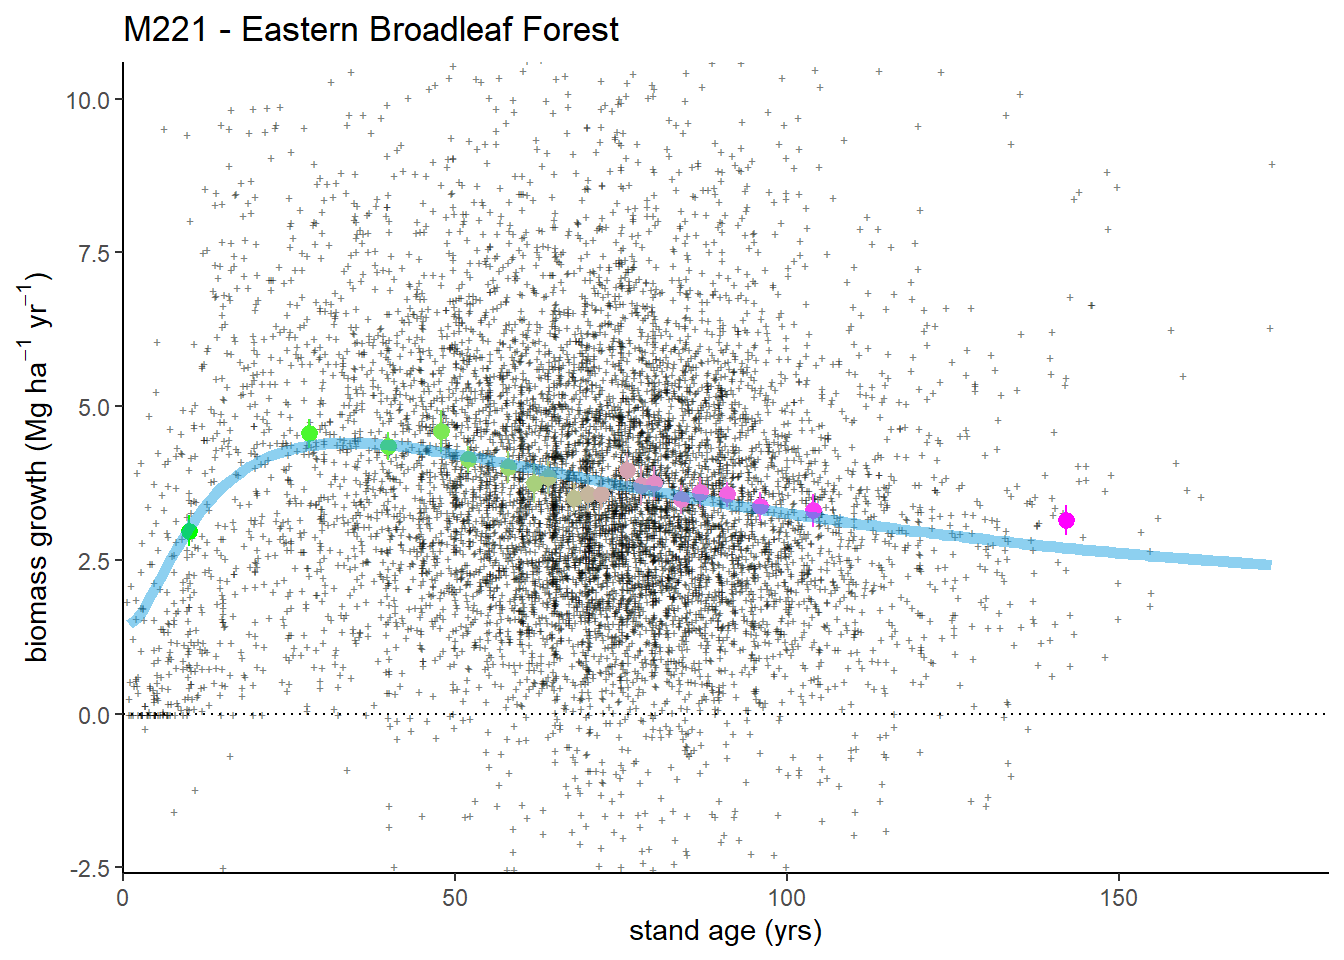 M221 - Eastern Broadleaf Forest
biomass growth (Mg ha⁻¹ yr⁻¹)
10.0
7.5
5.0
2.5
0.0
-2.5
0 50 100 150
stand age (yrs)